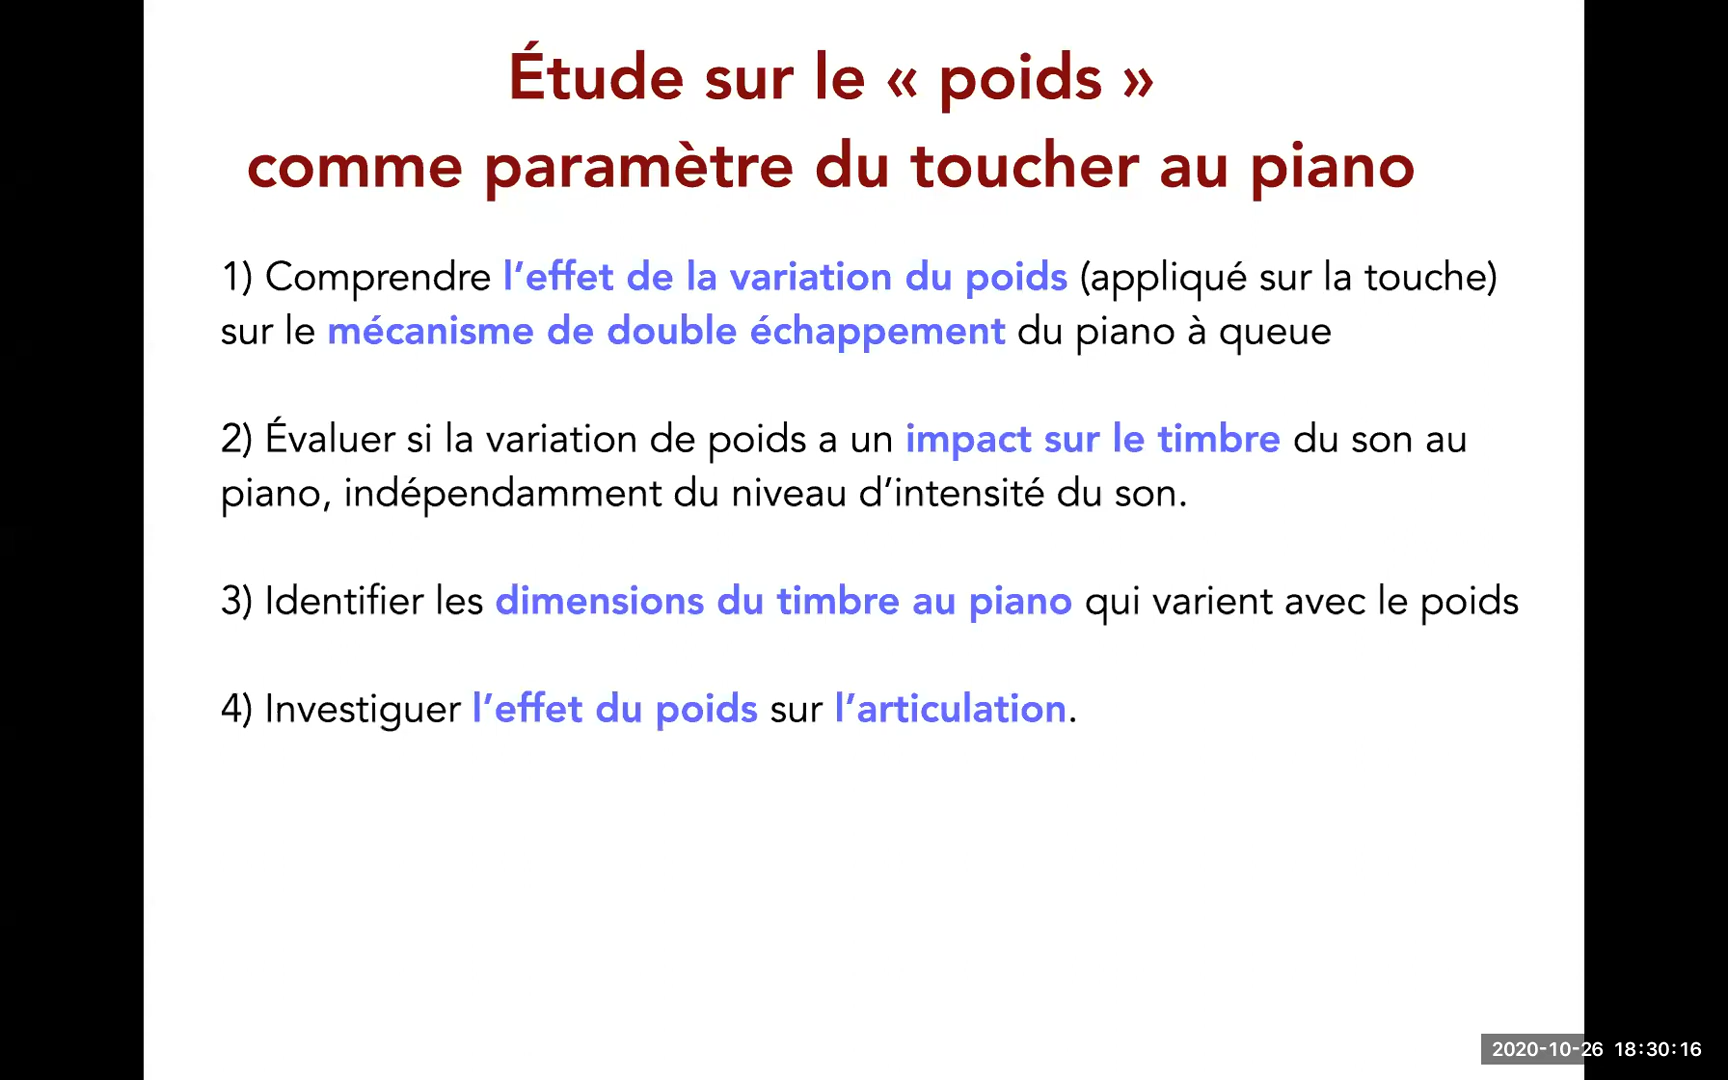 Étude sur le « poids »
comme paramètre du toucher au piano
1) Comprendre l’effet de la variation du poids (appliqué sur la touche)
sur le mécanisme de double échappement du piano à queue
2) Évaluer si la variation de poids a un impact sur le timbre du son au
piano, indépendamment du niveau d’intensité du son.
3) Identifier les dimensions du timbre au piano qui varient avec le poids
4) Investiguer l’effet du poids sur l’articulation.
2020-10-26 18:30:16